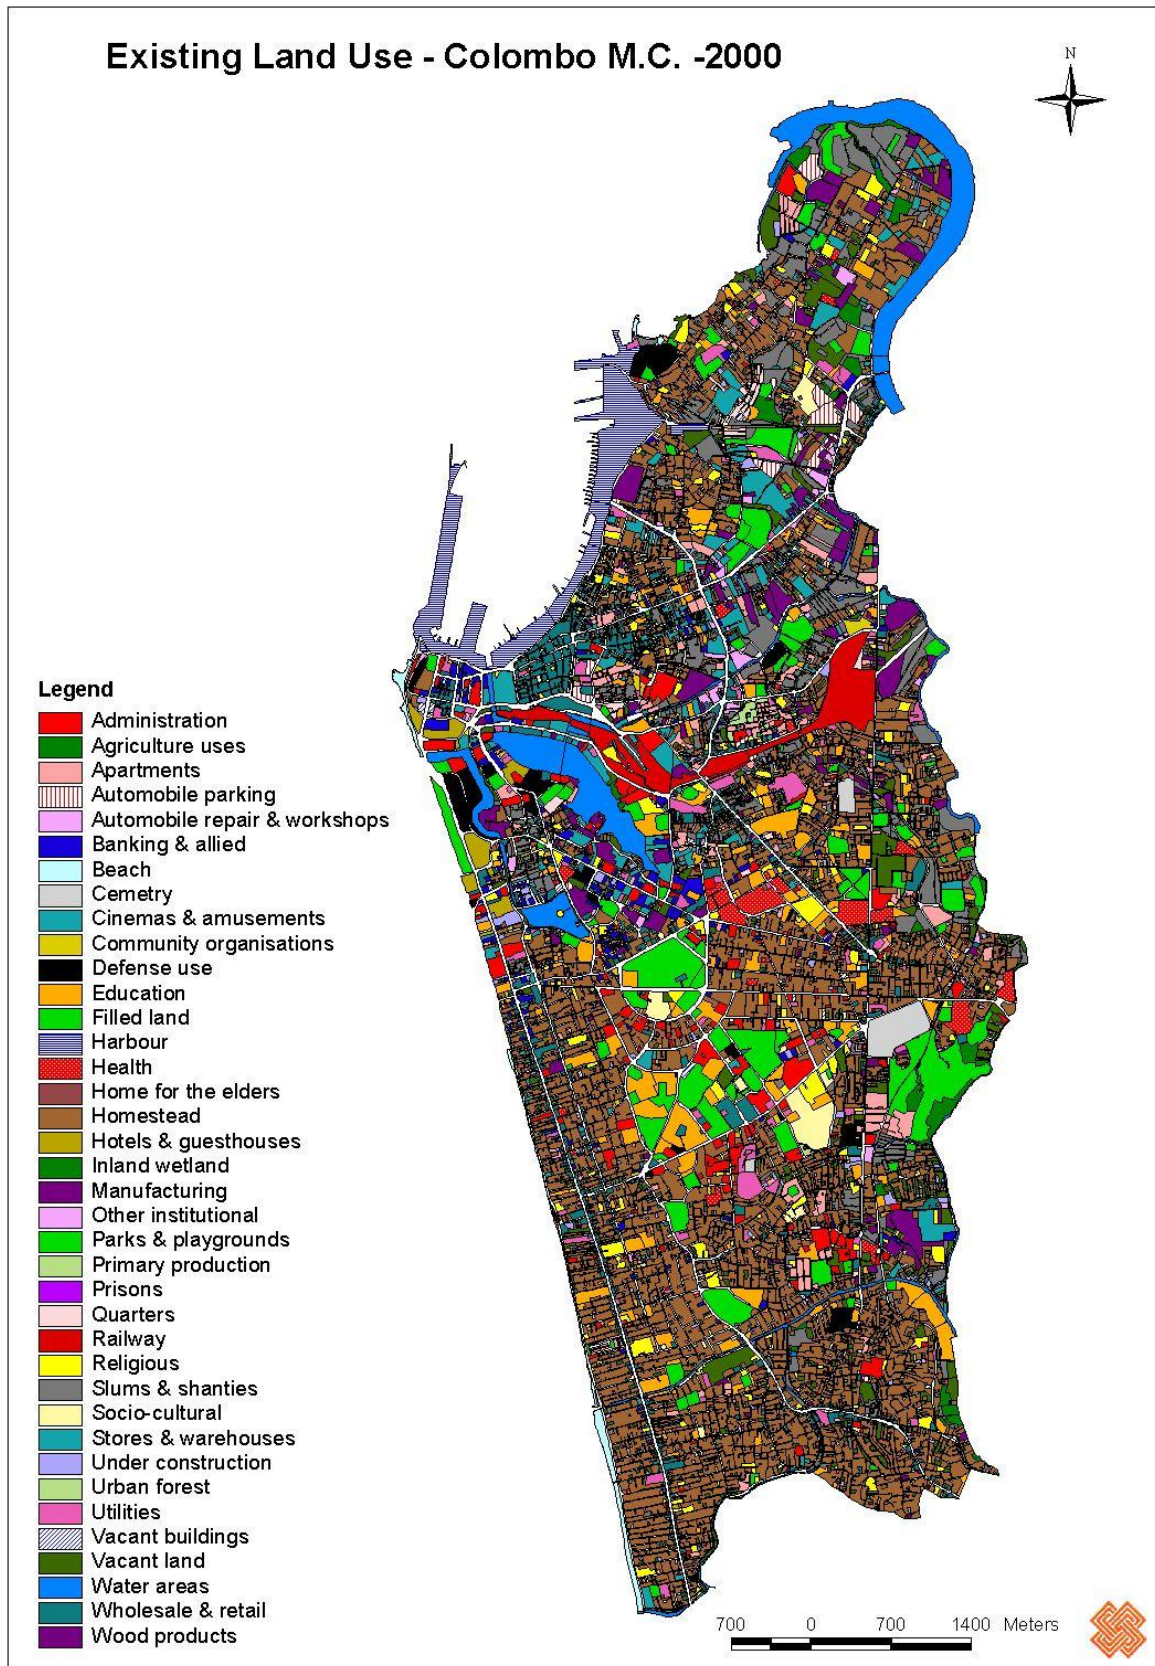 Existing Land Use - Colombo M.C. -2000
N
Legend
Administration
Agriculture uses
Apartments
Automobile parking
Automobile repair & workshops
Banking & allied
Beach
Cemetry
Cinemas & amusements
Community organisations
Defense use
Education
Filled land
Harbour
Health
Home for the elders
Homestead
Hotels & guesthouses
Inland wetland
Manufacturing
Other institutional
Parks & playgrounds
Primary production
Prisons
Quarters
Railway
Religious
Slums & shanties
Socio-cultural
Stores & warehouses
Under construction
Urban forest
Utilities
Vacant buildings
Vacant land
Water areas
Wholesale & retail
Wood products
700 0 700 1400 Meters